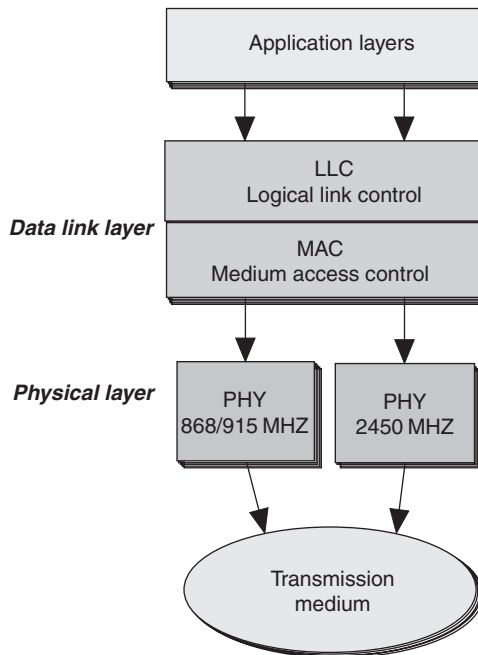 Application layers
LLC
Logical link control
Data link layer
MAC
Medium access control
Physical layer
PHY
868/915 MHZ
PHY
2450 MHZ
Transmission
medium